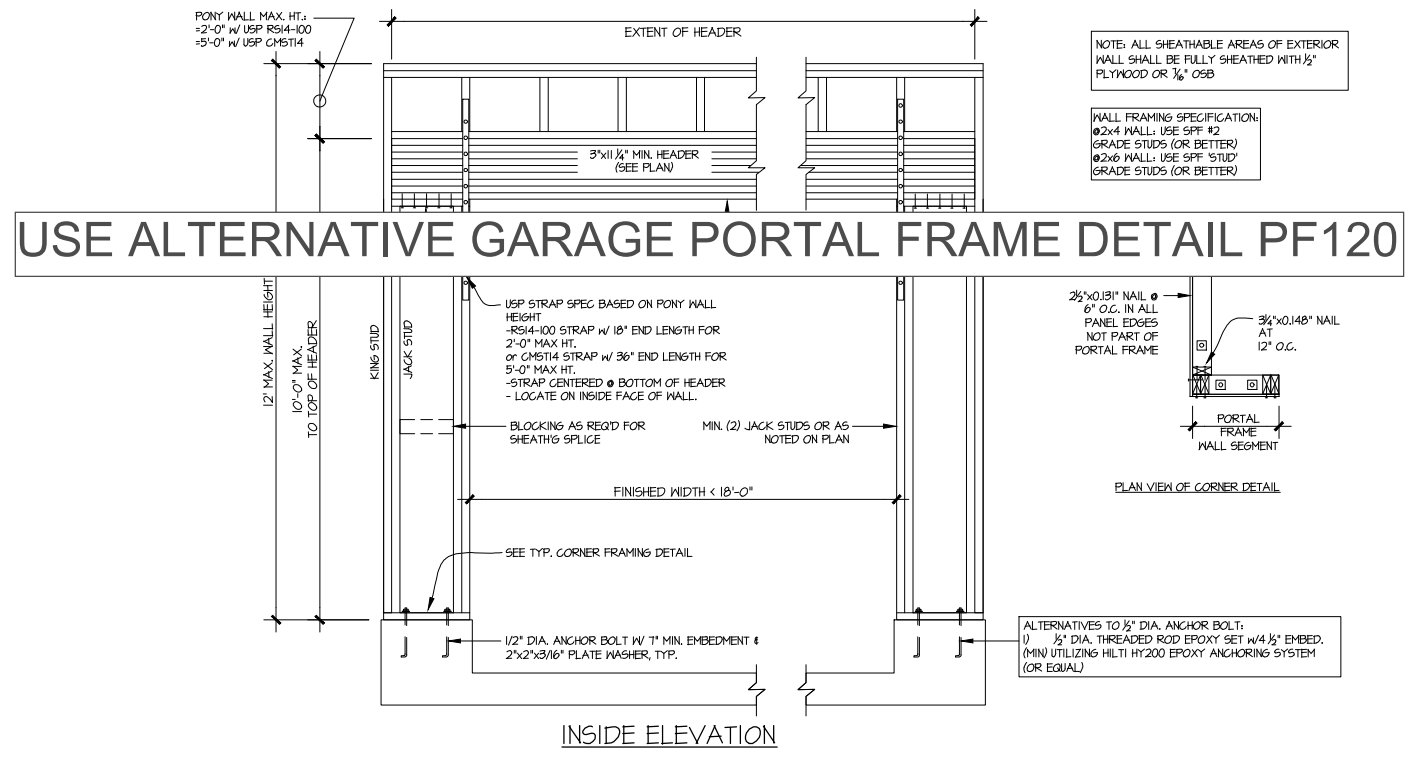 PONY WALL MAX. HT.:
=2'-0" W/ USP RS14-100
=5'-0" W/ USP CMST14
EXTENT OF HEADER
NOTE: ALL SHEATHABLE AREAS OF EXTERIOR
WALL SHALL BE FULLY SHEATHED WITH ½"
PLYWOOD OR 7/16" OSB
WALL FRAMING SPECIFICATION:
@2x4 WALL: USE SPF #2
GRADE STUDS (OR BETTER)
@2x6 WALL: USE SPF 'STUD'
GRADE STUDS (OR BETTER)
3"x11 ¼" MIN. HEADER
(SEE PLAN)
USE ALTERNATIVE GARAGE PORTAL FRAME DETAIL PF120
12' MAX. WALL HEIGHT
10'-0" MAX.
TO TOP OF HEADER
KING STUD
JACK STUD
USP STRAP SPEC BASED ON PONY WALL
HEIGHT
-RS14-100 STRAP W/ 18" END LENGTH FOR
2'-0" MAX HT.
or CMST14 STRAP W/ 36" END LENGTH FOR
5'-0" MAX HT.
-STRAP CENTERED @ BOTTOM OF HEADER
- LOCATE ON INSIDE FACE OF WALL.
BLOCKING AS REQ'D FOR
SHEATH'G SPLICE
MIN. (2) JACK STUDS OR AS
NOTED ON PLAN
FINISHED WIDTH < 18'-0"
SEE TYP. CORNER FRAMING DETAIL
1/2" DIA. ANCHOR BOLT W/ 7" MIN. EMBEDMENT &
2"x2"x3/16" PLATE WASHER, TYP.
2½"x0.131" NAIL @
6" O.C. IN ALL
PANEL EDGES
NOT PART OF
PORTAL FRAME
3¼"x0.148" NAIL
AT
12" O.C.
PORTAL
FRAME
WALL SEGMENT
PLAN VIEW OF CORNER DETAIL
ALTERNATIVES TO ½" DIA. ANCHOR BOLT:
1) ½" DIA. THREADED ROD EPOXY SET W/4 ½" EMBED.
(MIN) UTILIZING HILTI HY200 EPOXY ANCHORING SYSTEM
(OR EQUAL)
INSIDE ELEVATION